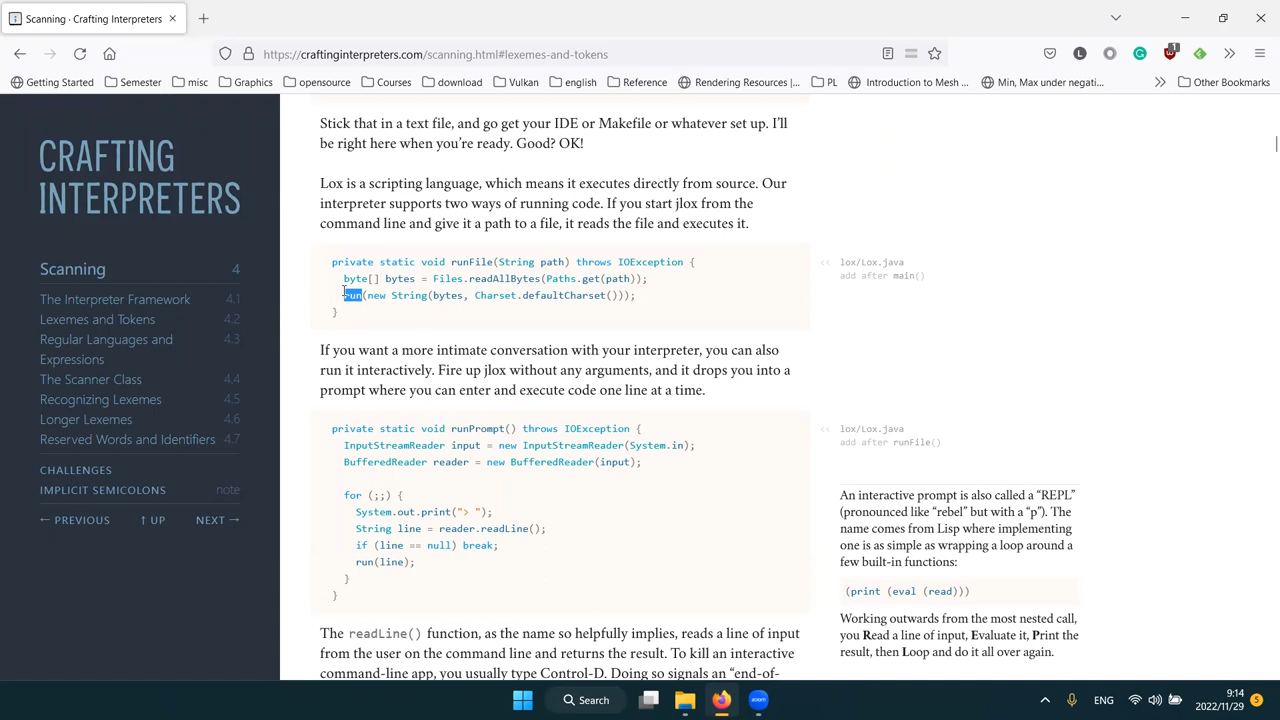 Scanning · Crafting Interpreters
https://craftinginterpreters.com/scanning.html#lexemes-and-tokens
Getting Started Semester misc Graphics opensource Courses download Vulkan english Reference Rendering Resources |... PL Introduction to Mesh ... Min, Max under negati... Other Bookmarks
CRAFTING
INTERPRETERS
Scanning 4
The Interpreter Framework 4.1
Lexemes and Tokens 4.2
Regular Languages and 4.3
Expressions
The Scanner Class 4.4
Recognizing Lexemes 4.5
Longer Lexemes 4.6
Reserved Words and Identifiers 4.7
CHALLENGES
IMPLICIT SEMICOLONS note
← PREVIOUS ↑ UP NEXT →
Stick that in a text file, and go get your IDE or Makefile or whatever set up. I’ll
be right here when you’re ready. Good? OK!
Lox is a scripting language, which means it executes directly from source. Our
interpreter supports two ways of running code. If you start jlox from the
command line and give it a path to a file, it reads the file and executes it.
private static void runFile(String path) throws IOException {
byte[] bytes = Files.readAllBytes(Paths.get(path));
run(new String(bytes, Charset.defaultCharset()));
}
<< lox/Lox.java
add after main()
If you want a more intimate conversation with your interpreter, you can also
run it interactively. Fire up jlox without any arguments, and it drops you into a
prompt where you can enter and execute code one line at a time.
private static void runPrompt() throws IOException {
InputStreamReader input = new InputStreamReader(System.in);
BufferedReader reader = new BufferedReader(input);
for (;;) {
System.out.print("> ");
String line = reader.readLine();
if (line == null) break;
run(line);
}
}
<< lox/Lox.java
add after runFile()
An interactive prompt is also called a “REPL”
(pronounced like “rebel” but with a “p”). The
name comes from Lisp where implementing
one is as simple as wrapping a loop around a
few built-in functions:
(print (eval (read)))
Working outwards from the most nested call,
you Read a line of input, Evaluate it, Print the
result, then Loop and do it all over again.
The readLine() function, as the name so helpfully implies, reads a line of input
from the user on the command line and returns the result. To kill an interactive
command-line app, you usually type Control-D. Doing so signals an “end-of-
Search
zoom
ENG
9:14
2022/11/29
5